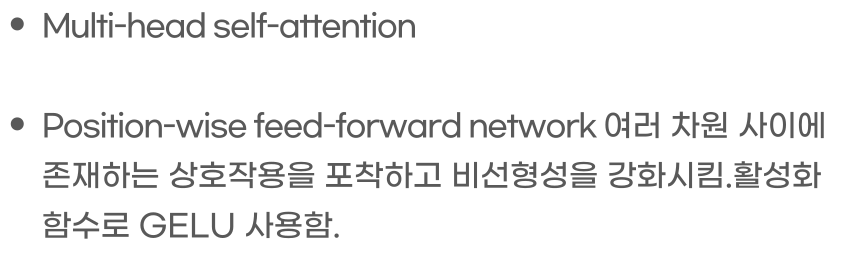 • Multi-head self-attention
• Position-wise feed-forward network 여러 차원 사이에
존재하는 상호작용을 포착하고 비선형성을 강화시킴.활성화
함수로 GELU 사용함.